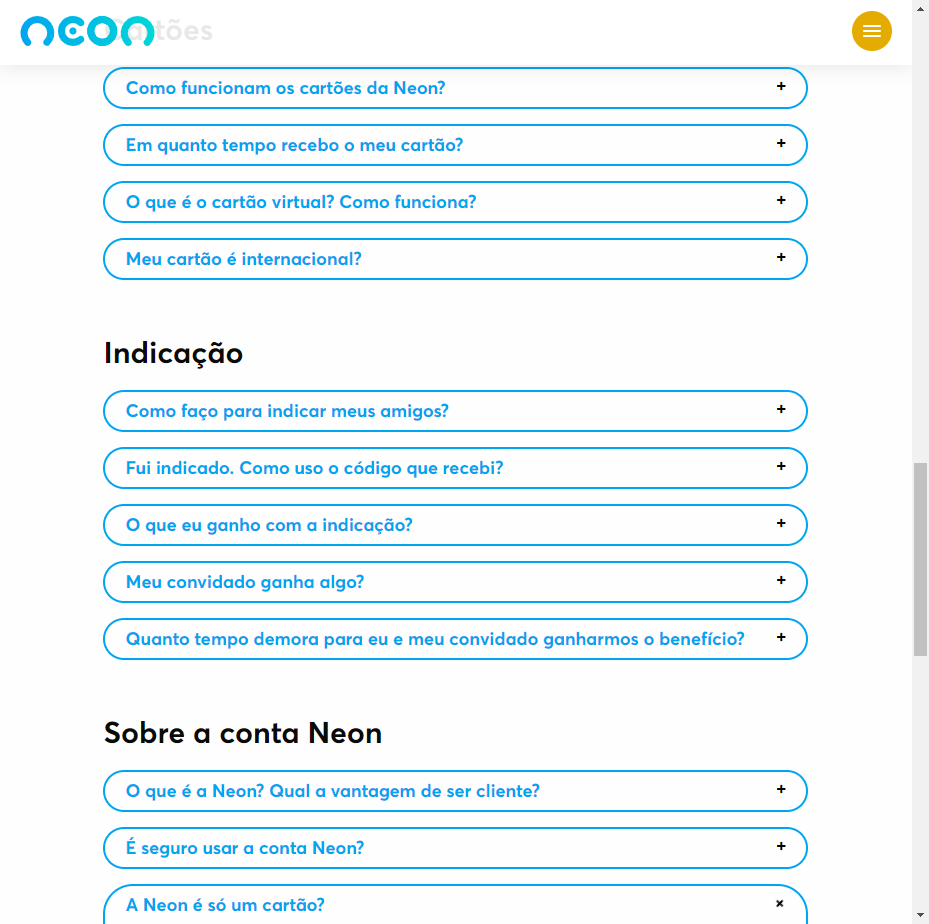 neon
Cartões
Como funcionam os cartões da Neon?
+
Em quanto tempo recebo o meu cartão?
+
O que é o cartão virtual? Como funciona?
+
Meu cartão é internacional?
+
Indicação
Como faço para indicar meus amigos?
+
Fui indicado. Como uso o código que recebi?
+
O que eu ganho com a indicação?
+
Meu convidado ganha algo?
+
Quanto tempo demora para eu e meu convidado ganharmos o benefício?
+
Sobre a conta Neon
O que é a Neon? Qual a vantagem de ser cliente?
+
É seguro usar a conta Neon?
+
A Neon é só um cartão?
×